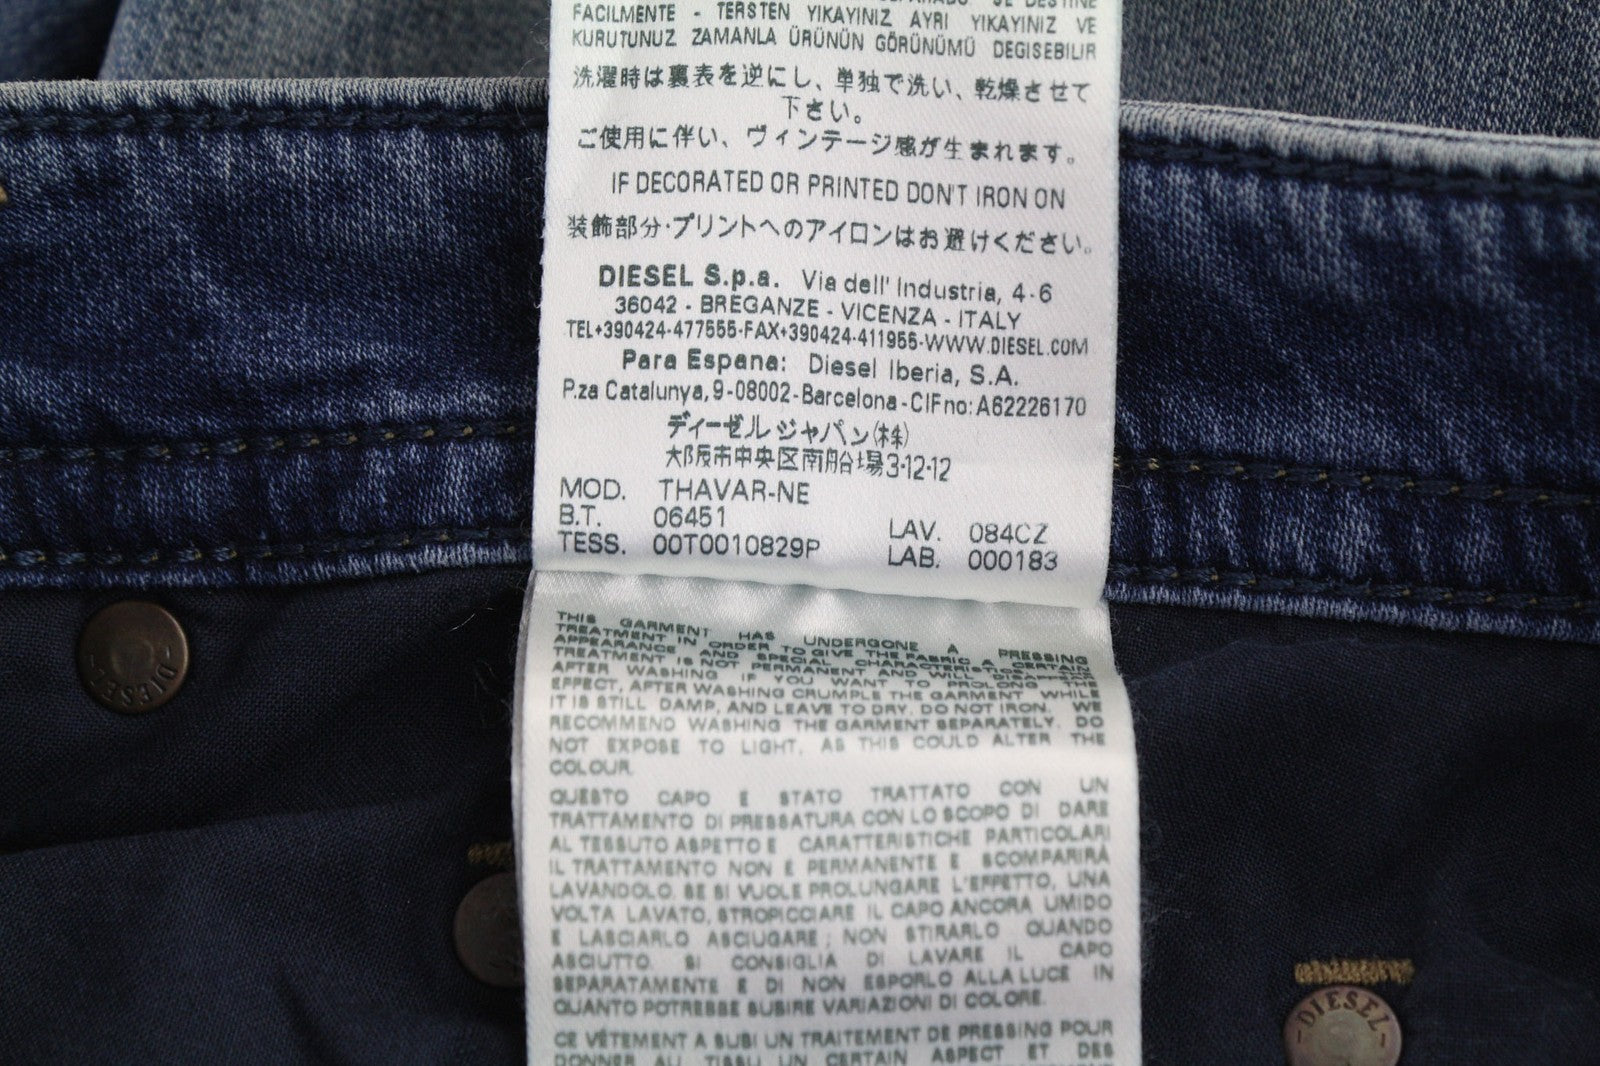 FACILMENTE - TERSTEN YIKAYINIZ AYRI YIKAYINIZ VE
KURUTUNUZ ZAMANLA ÜRÜNÜN GÖRÜNÜMÜ DEGISEBILIR
洗濯時は裏表を逆にし、単独で洗い、乾燥させて
下さい。
ご使用に伴い、ヴィンテージ感が生まれます。
IF DECORATED OR PRINTED DON'T IRON ON
装飾部分・プリントへのアイロンはお避けください。
DIESEL S.p.a. Via dell' Industria, 4-6
36042 - BREGANZE - VICENZA - ITALY
TEL+390424-477555-FAX+390424-411955-WWW.DIESEL.COM
Para Espana: Diesel Iberia, S.A.
P.za Catalunya, 9-08002-Barcelona-CIFno: A62226170
ディーゼルジャパン(株)
大阪市中央区南船場3-12-12
MOD. THAVAR-NE
B.T. 06451 LAV. 084CZ
TESS. 00T0010829P LAB. 000183
THIS GARMENT HAS UNDERGONE A PRESSING
TREATMENT IN ORDER TO GIVE THE FABRIC A CERTAIN
APPEARANCE AND SPECIAL CHARACTERISTICS.
TREATMENT IS NOT PERMANENT AND WILL DISAPPEAR
AFTER WASHING IF YOU WANT TO PROLONG THE
EFFECT, AFTER WASHING CRUMPLE THE GARMENT WHILE
IT IS STILL DAMP, AND LEAVE TO DRY. DO NOT IRON. WE
RECOMMEND WASHING THE GARMENT SEPARATELY. DO
NOT EXPOSE TO LIGHT, AS THIS COULD ALTER THE
COLOUR.
QUESTO CAPO E STATO TRATTATO CON UN
TRATTAMENTO DI PRESSATURA CON LO SCOPO DI DARE
AL TESSUTO ASPETTO E CARATTERISTICHE PARTICOLARI
IL TRATTAMENTO NON E PERMANENTE E SCOMPARIRÀ
LAVANDOLO. SE SI VUOLE PROLUNGARE L'EFFETTO, UNA
VOLTA LAVATO, STROPICCIARE IL CAPO ANCORA UMIDO
E LASCIARLO ASCIUGARE; NON STIRARLO QUANDO
ASCIUTTO. SI CONSIGLIA DI LAVARE IL CAPO
SEPARATAMENTE E DI NON ESPORLO ALLA LUCE IN
QUANTO POTREBBE SUBIRE VARIAZIONI DI COLORE.
CE VÊTEMENT A SUBI UN TRAITEMENT DE PRESSING POUR
DONNER AU TISSU UN CERTAIN ASPECT ET DES
DIESEL
DIESEL